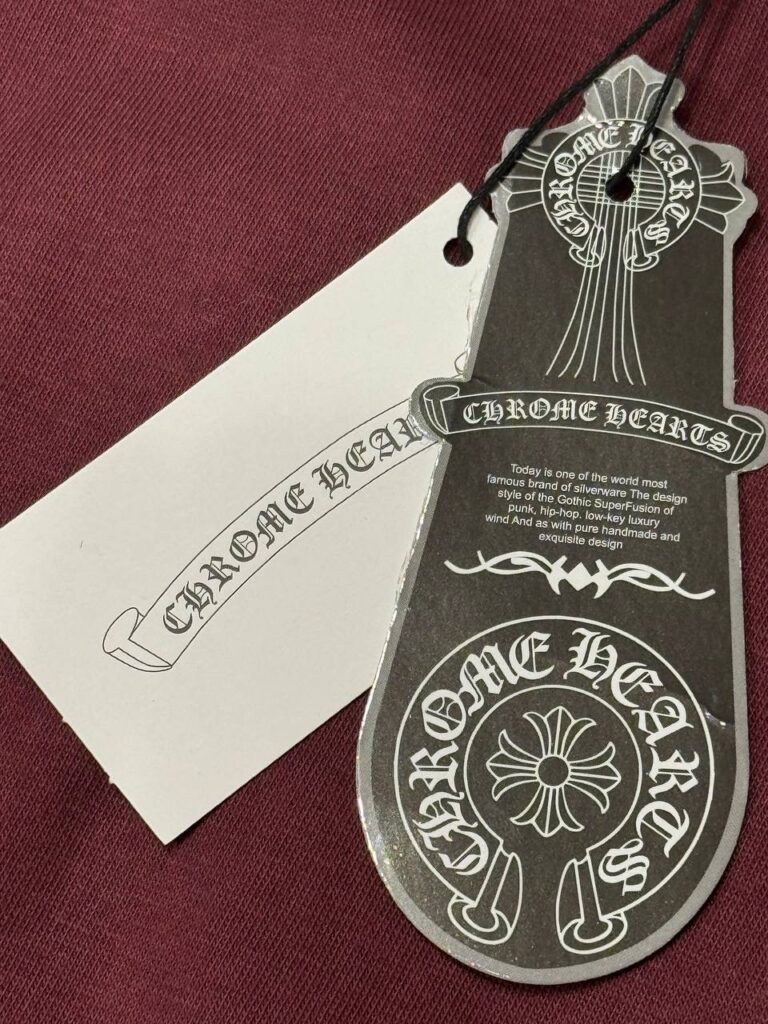 CHROME HEARTS
CHROME HEARTS
CHROME HEAR
Today is one of the world most
famous brand of silverware The design
style of the Gothic SuperFusion of
punk, hip-hop. low-key luxury
wind And as with pure handmade and
exquisite design
CHROME HEARTS